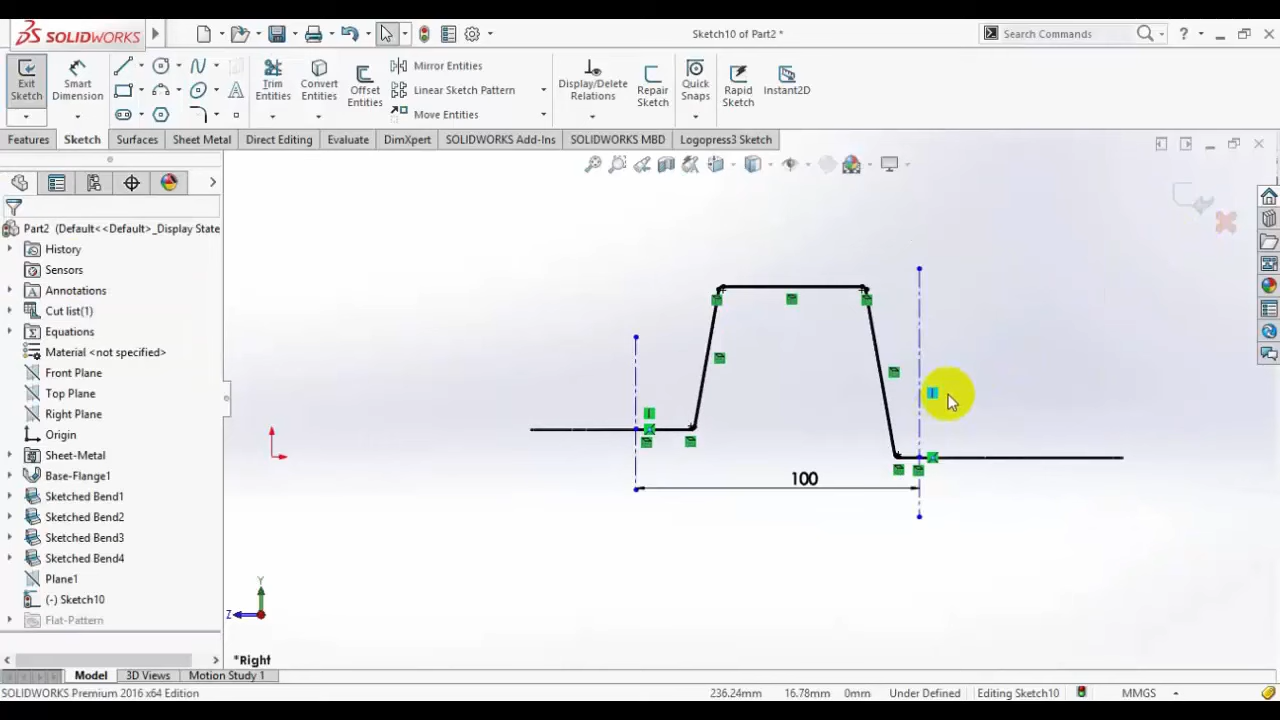 SOLIDWORKS
Sketch10 of Part2 *
Search Commands
?
Exit Sketch
Smart Dimension
Trim Entities
Convert Entities
Offset Entities
Mirror Entities
Linear Sketch Pattern
Move Entities
Display/Delete Relations
Repair Sketch
Quick Snaps
Rapid Sketch
Instant2D
Features
Sketch
Surfaces
Sheet Metal
Direct Editing
Evaluate
DimXpert
SOLIDWORKS Add-Ins
SOLIDWORKS MBD
Logopress3 Sketch
Part2 (Default<<Default>_Display State
History
Sensors
Annotations
Cut list(1)
Equations
Material <not specified>
Front Plane
Top Plane
Right Plane
Origin
Sheet-Metal
Base-Flange1
Sketched Bend1
Sketched Bend2
Sketched Bend3
Sketched Bend4
Plane1
(-) Sketch10
Flat-Pattern
100
Y
Z
*Right
Model
3D Views
Motion Study 1
SOLIDWORKS Premium 2016 x64 Edition
236.24mm
16.78mm
0mm
Under Defined
Editing Sketch10
MMGS